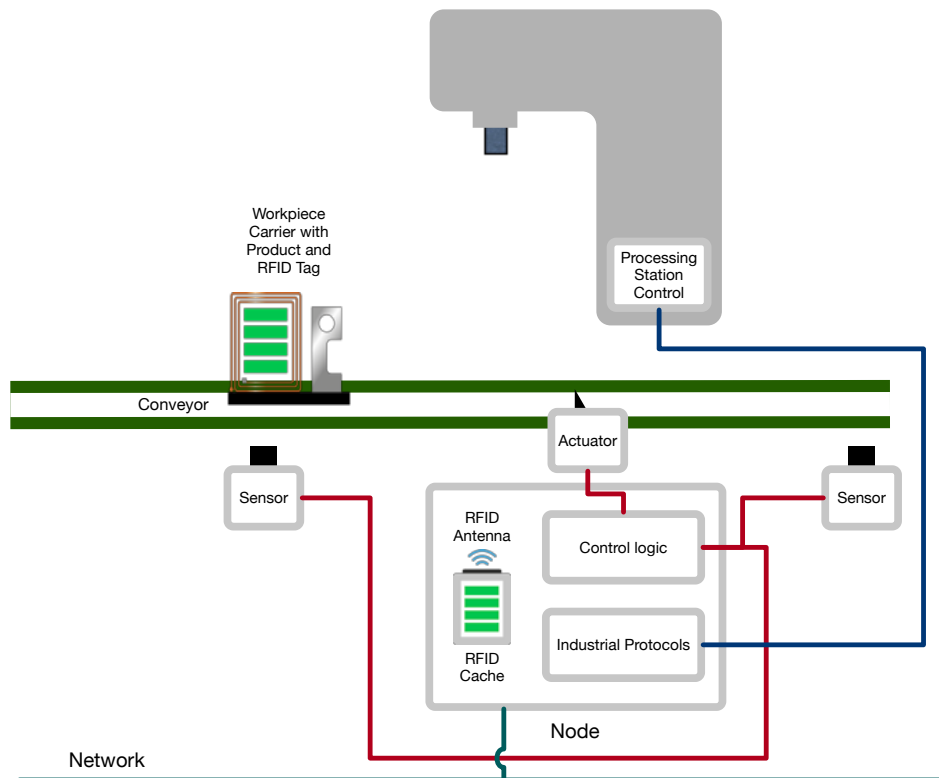 Workpiece
Carrier with
Product and
RFID Tag
Processing
Station
Control
Conveyor
Actuator
Sensor
Sensor
RFID
Antenna
Control logic
Industrial Protocols
RFID
Cache
Node
Network